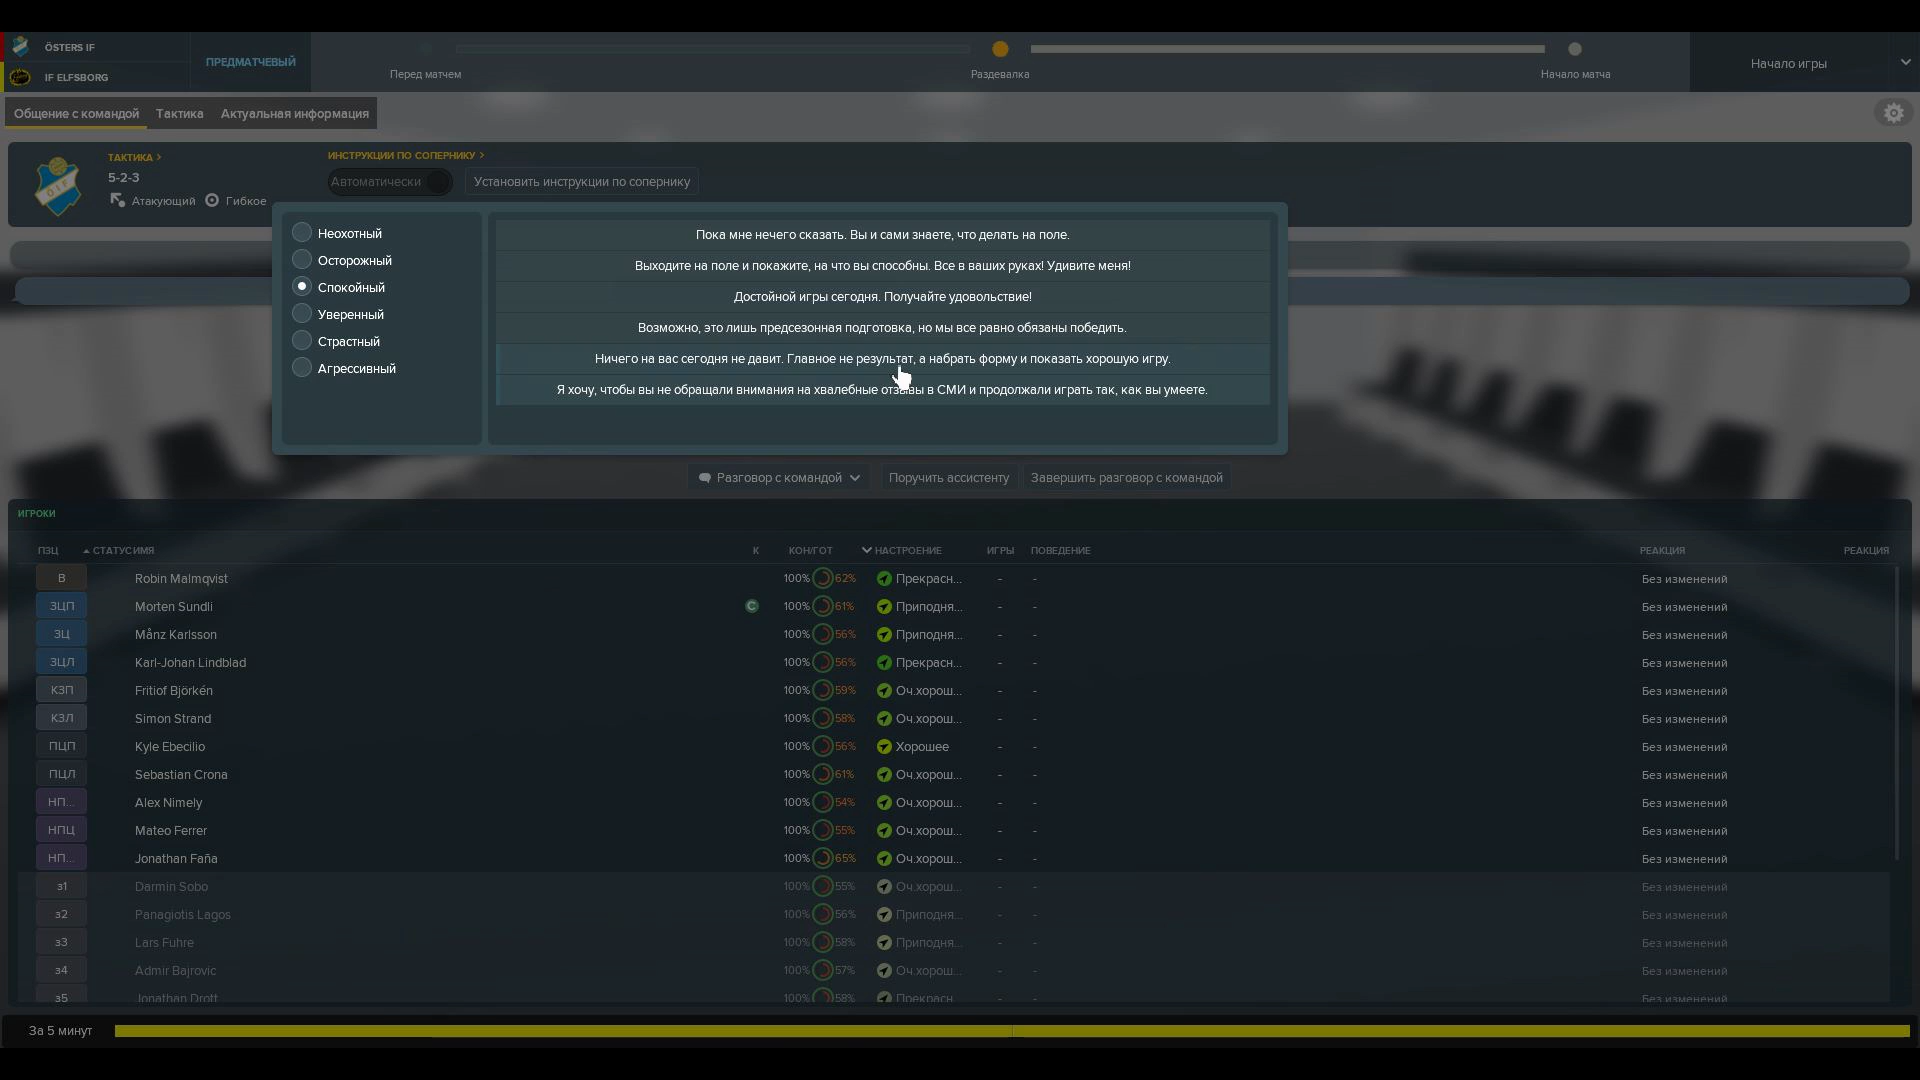 ÖSTERS IF
IF ELFSBORG
ПРЕДМАТЧЕВЫЙ
Перед матчем
Раздевалка
Начало матча
Начало игры
Общение с командой
Тактика
Актуальная информация
ТАКТИКА >
5-2-3
Атакующий
Гибкое
ИНСТРУКЦИИ ПО СОПЕРНИКУ >
Автоматически
Установить инструкции по сопернику
Неохотный
Осторожный
Спокойный
Уверенный
Страстный
Агрессивный
Пока мне нечего сказать. Вы и сами знаете, что делать на поле.
Выходите на поле и покажите, на что вы способны. Все в ваших руках! Удивите меня!
Достойной игры сегодня. Получайте удовольствие!
Возможно, это лишь предсезонная подготовка, но мы все равно обязаны победить.
Ничего на вас сегодня не давит. Главное не результат, а набрать форму и показать хорошую игру.
Я хочу, чтобы вы не обращали внимания на хвалебные отзывы в СМИ и продолжали играть так, как вы умеете.
Разговор с командой
Поручить ассистенту
Завершить разговор с командой
ИГРОКИ
ПЗЦ СТАТУС ИМЯ К КОН/ГОТ НАСТРОЕНИЕ ИГРЫ ПОВЕДЕНИЕ РЕАКЦИЯ РЕАКЦИЯ
В Robin Malmqvist 100% 62% Прекрасн... - - Без изменений
ЗЦП Morten Sundli C 100% 61% Приподня... - - Без изменений
ЗЦ Månz Karlsson 100% 56% Приподня... - - Без изменений
ЗЦЛ Karl-Johan Lindblad 100% 56% Прекрасн... - - Без изменений
КЗП Fritiof Björkén 100% 59% Оч.хорош... - - Без изменений
КЗЛ Simon Strand 100% 58% Оч.хорош... - - Без изменений
ПЦП Kyle Ebecilio 100% 56% Хорошее - - Без изменений
ПЦЛ Sebastian Crona 100% 61% Оч.хорош... - - Без изменений
НП... Alex Nimely 100% 54% Оч.хорош... - - Без изменений
НПЦ Mateo Ferrer 100% 55% Оч.хорош... - - Без изменений
НП... Jonathan Faña 100% 65% Оч.хорош... - - Без изменений
з1 Darmin Sobo 100% 55% Оч.хорош... - - Без изменений
з2 Panagiotis Lagos 100% 56% Приподня... - - Без изменений
з3 Lars Fuhre 100% 58% Приподня... - - Без изменений
з4 Admir Bajrovic 100% 57% Оч.хорош... - - Без изменений
з5 Jonathan Drott 100% 58% Прекрасн... - - Без изменений
За 5 минут